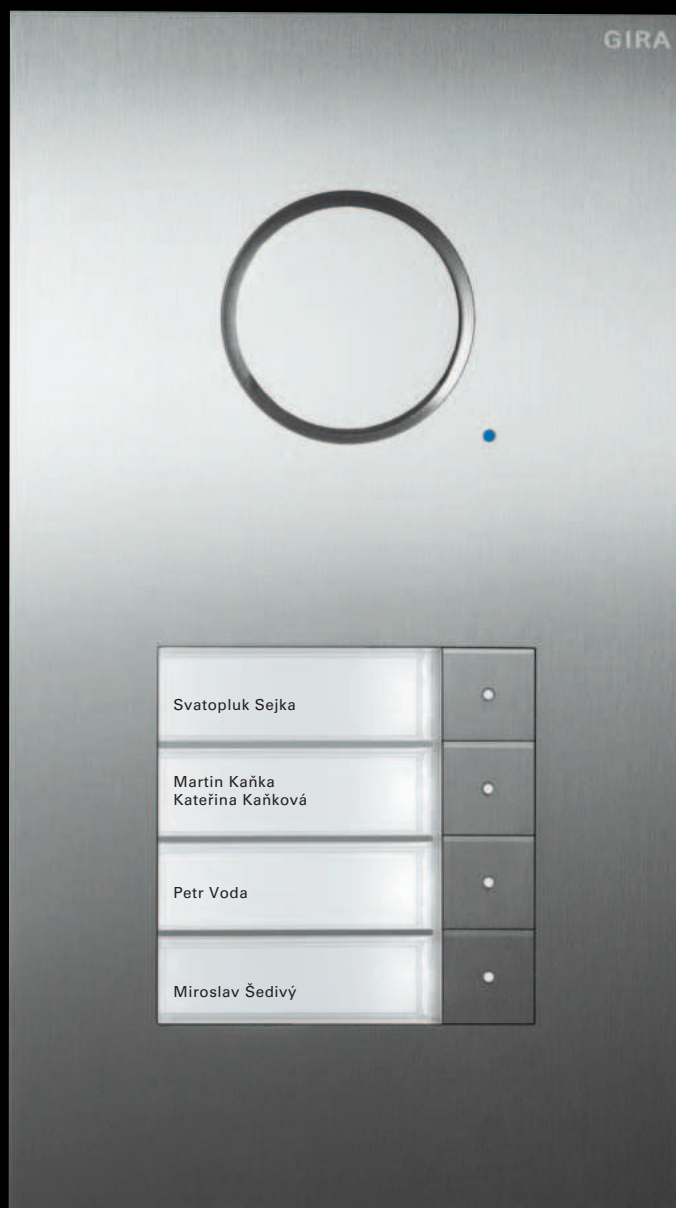 GIRA
Svatopluk Sejka
Martin Kaňka
Kateřina Kaňková
Petr Voda
Miroslav Šedivý